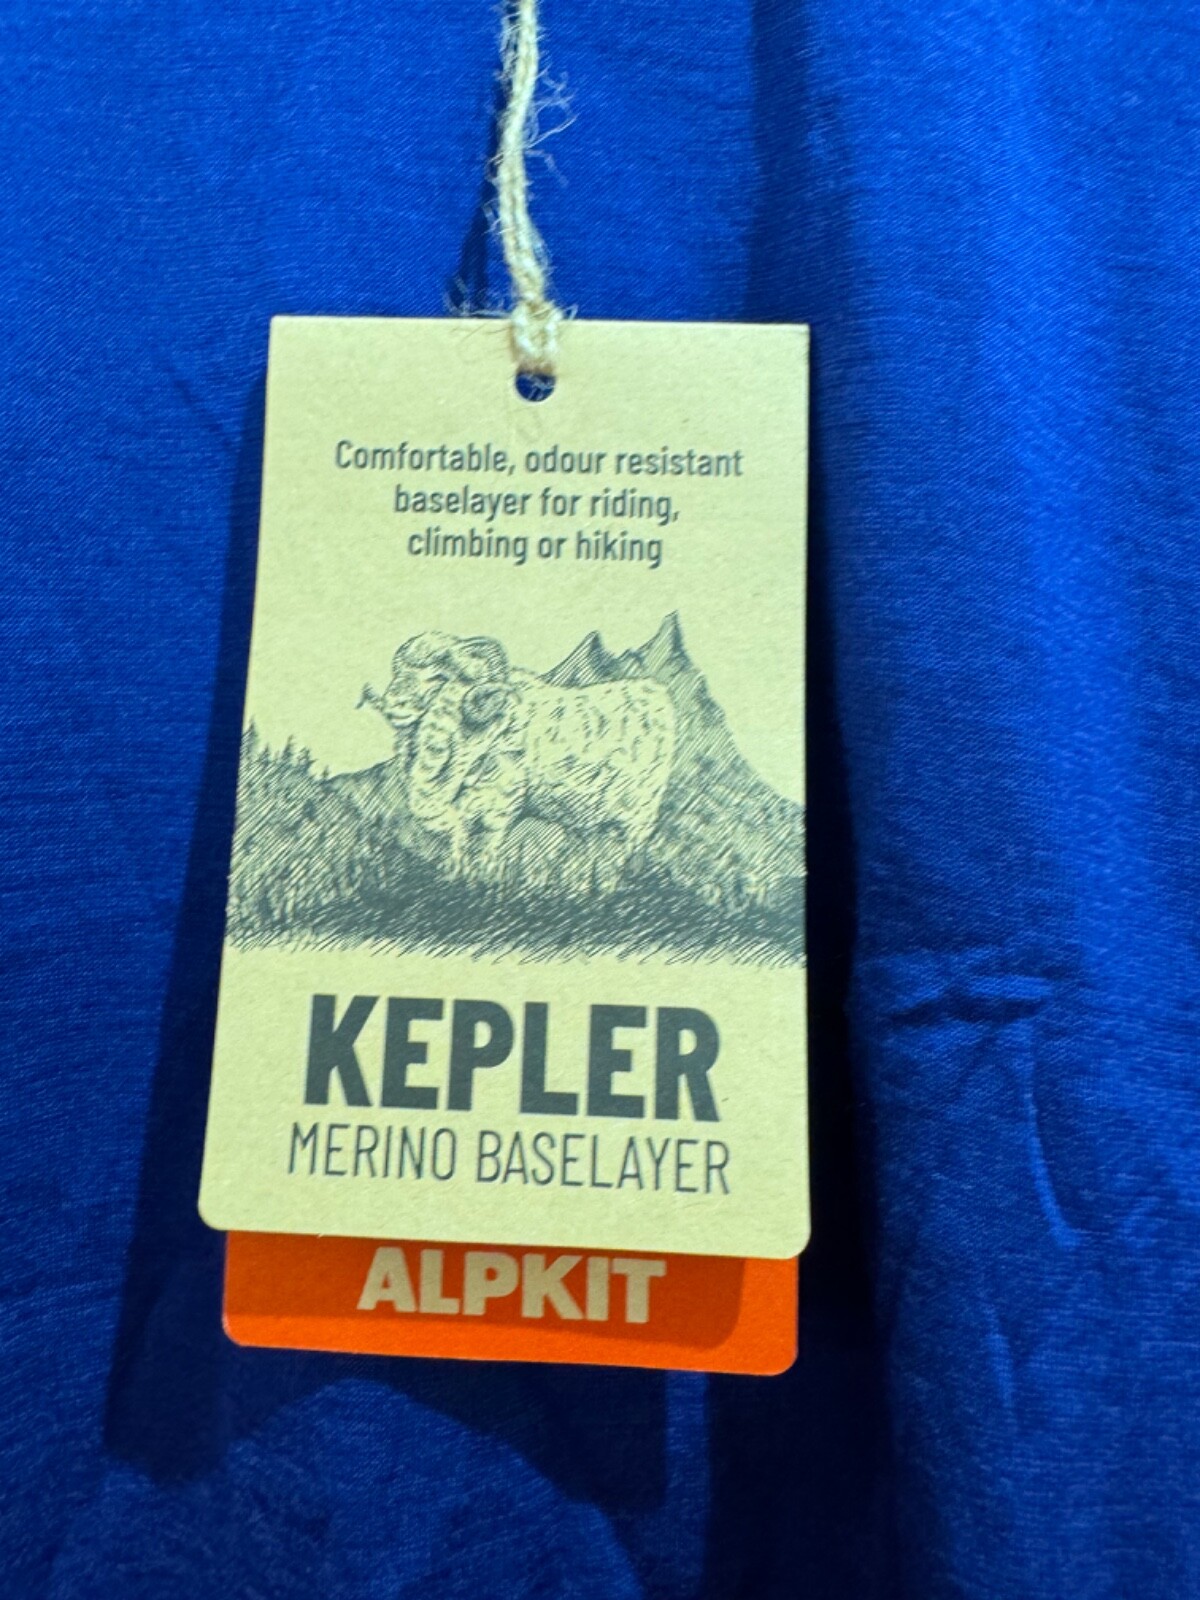 Comfortable, odour resistant
baselayer for riding,
climbing or hiking
KEPLER
MERINO BASELAYER
ALPKIT